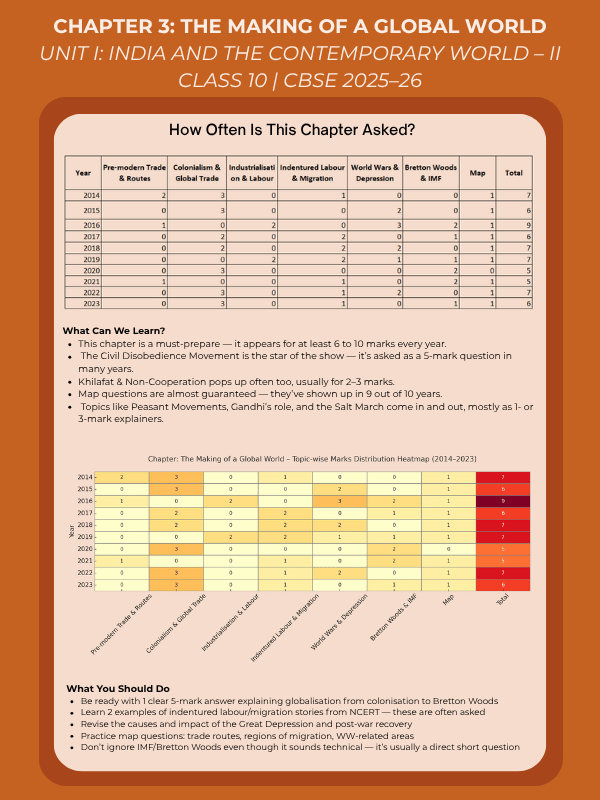 CHAPTER 3: THE MAKING OF A GLOBAL WORLD
UNIT I: INDIA AND THE CONTEMPORARY WORLD – II
CLASS 10 | CBSE 2025–26
How Often Is This Chapter Asked?
Year Pre-modern Trade & Routes Colonialism & Global Trade Industrialisati on & Labour Indentured Labour & Migration World Wars & Depression Bretton Woods & IMF Map Total
2014 2 3 0 1 0 0 1 7
2015 0 3 0 0 2 0 1 6
2016 1 0 2 0 3 2 1 9
2017 0 2 0 2 0 1 1 6
2018 0 2 0 2 2 0 1 7
2019 0 0 2 2 1 1 1 7
2020 0 3 0 0 0 2 0 5
2021 1 0 0 1 0 2 1 5
2022 0 3 0 1 2 0 1 7
2023 0 3 0 1 0 1 1 6
What Can We Learn?
• This chapter is a must-prepare — it appears for at least 6 to 10 marks every year.
• The Civil Disobedience Movement is the star of the show — it's asked as a 5-mark question in
many years.
• Khilafat & Non-Cooperation pops up often too, usually for 2–3 marks.
• Map questions are almost guaranteed — they've shown up in 9 out of 10 years.
• Topics like Peasant Movements, Gandhi's role, and the Salt March come in and out, mostly as 1- or
3-mark explainers.
Chapter: The Making of a Global World – Topic-wise Marks Distribution Heatmap (2014–2023)
Year
2014 2 3 0 1 0 0 1 7
2015 0 3 0 0 2 0 1 6
2016 1 0 2 0 3 2 1 9
2017 0 2 0 2 0 1 1 6
2018 0 2 0 2 2 0 1 7
2019 0 0 2 2 1 1 1 7
2020 0 3 0 0 0 2 0 5
2021 1 0 0 1 0 2 1 5
2022 0 3 0 1 2 0 1 7
2023 0 3 0 1 0 1 1 6
Pre-modern Trade & Routes
Colonialism & Global Trade
Industrialisation & Labour
Indentured Labour & Migration
World Wars & Depression
Bretton Woods & IMF
Map
Total
What You Should Do
• Be ready with 1 clear 5-mark answer explaining globalisation from colonisation to Bretton Woods
• Learn 2 examples of indentured labour/migration stories from NCERT — these are often asked
• Revise the causes and impact of the Great Depression and post-war recovery
• Practice map questions: trade routes, regions of migration, WW-related areas
• Don't ignore IMF/Bretton Woods even though it sounds technical — it's usually a direct short question